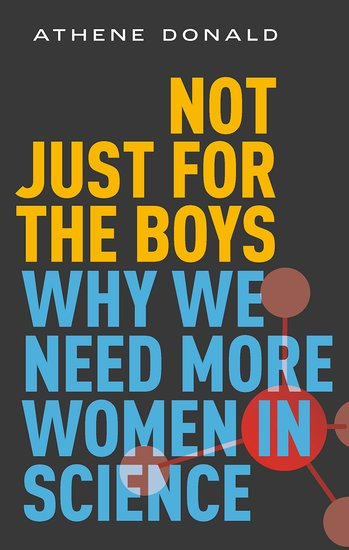 ATHENE DONALD
NOT
JUST FOR
THE BOYS
WHY WE
NEED MORE
WOMEN IN
SCIENCE